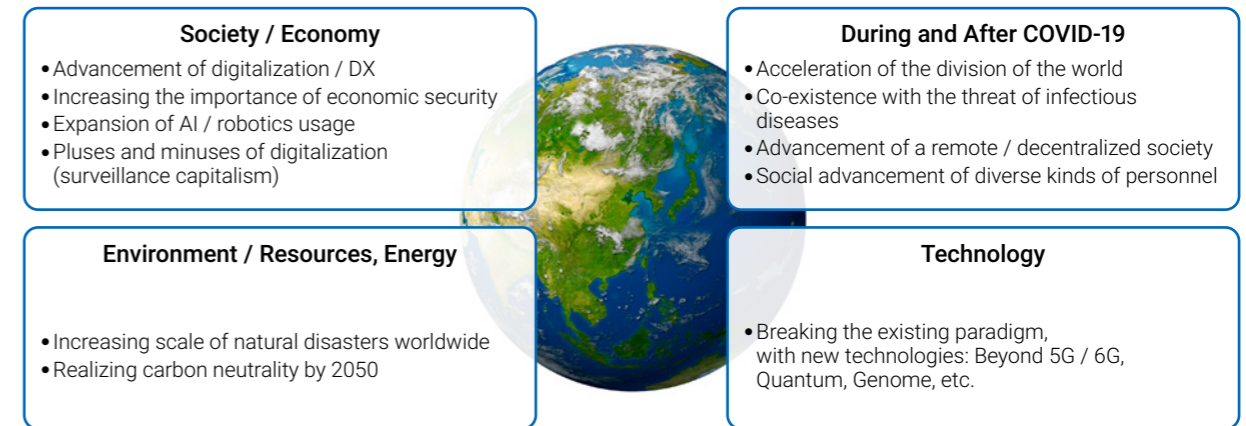 Society / Economy
• Advancement of digitalization / DX
• Increasing the importance of economic security
• Expansion of AI / robotics usage
• Pluses and minuses of digitalization
(surveillance capitalism)
During and After COVID-19
• Acceleration of the division of the world
• Co-existence with the threat of infectious
diseases
• Advancement of a remote / decentralized society
• Social advancement of diverse kinds of personnel
Environment / Resources, Energy
• Increasing scale of natural disasters worldwide
• Realizing carbon neutrality by 2050
Technology
• Breaking the existing paradigm,
with new technologies: Beyond 5G / 6G,
Quantum, Genome, etc.